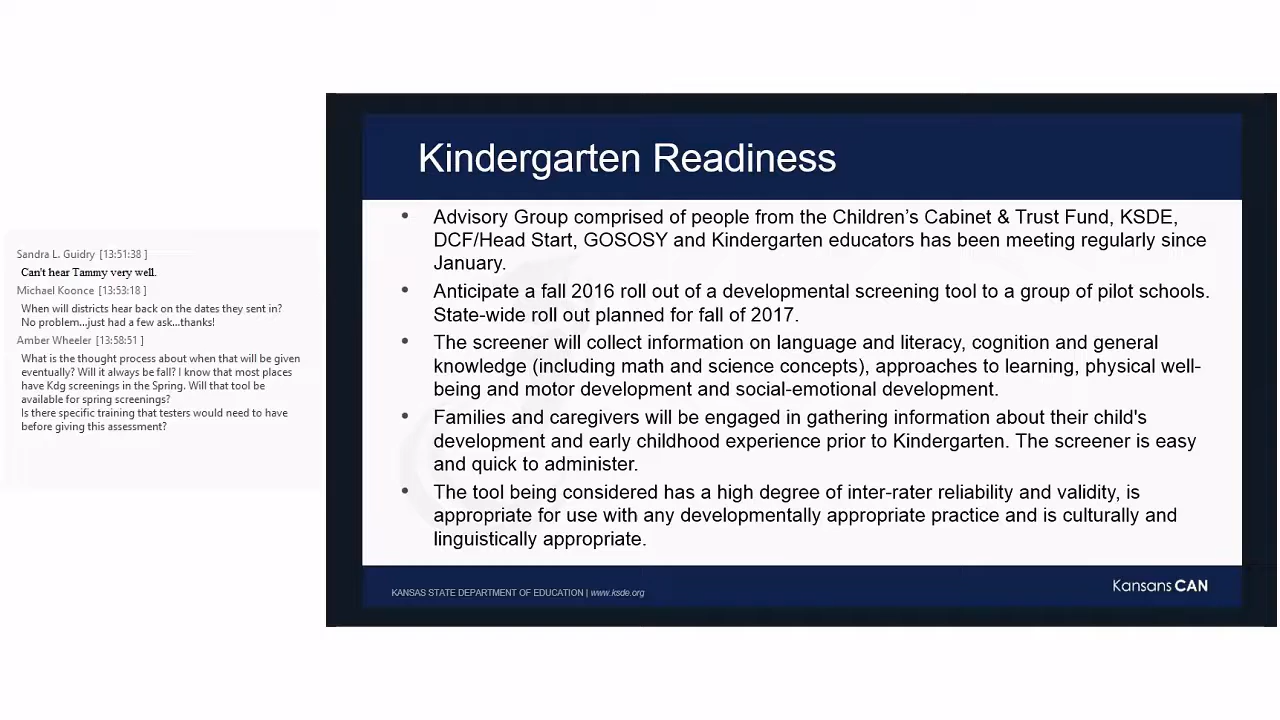 Sandra L. Guidry [13:51:38 ]
Can't hear Tammy very well.
Michael Koonce [13:53:18 ]
When will districts hear back on the dates they sent in?
No problem...just had a few ask...thanks!
Amber Wheeler [13:58:51 ]
What is the thought process about when that will be given
eventually? Will it always be fall? I know that most places
have Kdg screenings in the Spring. Will that tool be
available for spring screenings?
Is there specific training that testers would need to have
before giving this assessment?
Kindergarten Readiness
• Advisory Group comprised of people from the Children's Cabinet & Trust Fund, KSDE,
DCF/Head Start, GOSOSY and Kindergarten educators has been meeting regularly since
January.
• Anticipate a fall 2016 roll out of a developmental screening tool to a group of pilot schools.
State-wide roll out planned for fall of 2017.
• The screener will collect information on language and literacy, cognition and general
knowledge (including math and science concepts), approaches to learning, physical well-
being and motor development and social-emotional development.
• Families and caregivers will be engaged in gathering information about their child's
development and early childhood experience prior to Kindergarten. The screener is easy
and quick to administer.
• The tool being considered has a high degree of inter-rater reliability and validity, is
appropriate for use with any developmentally appropriate practice and is culturally and
linguistically appropriate.
KANSAS STATE DEPARTMENT OF EDUCATION | www.ksde.org
KansansCAN